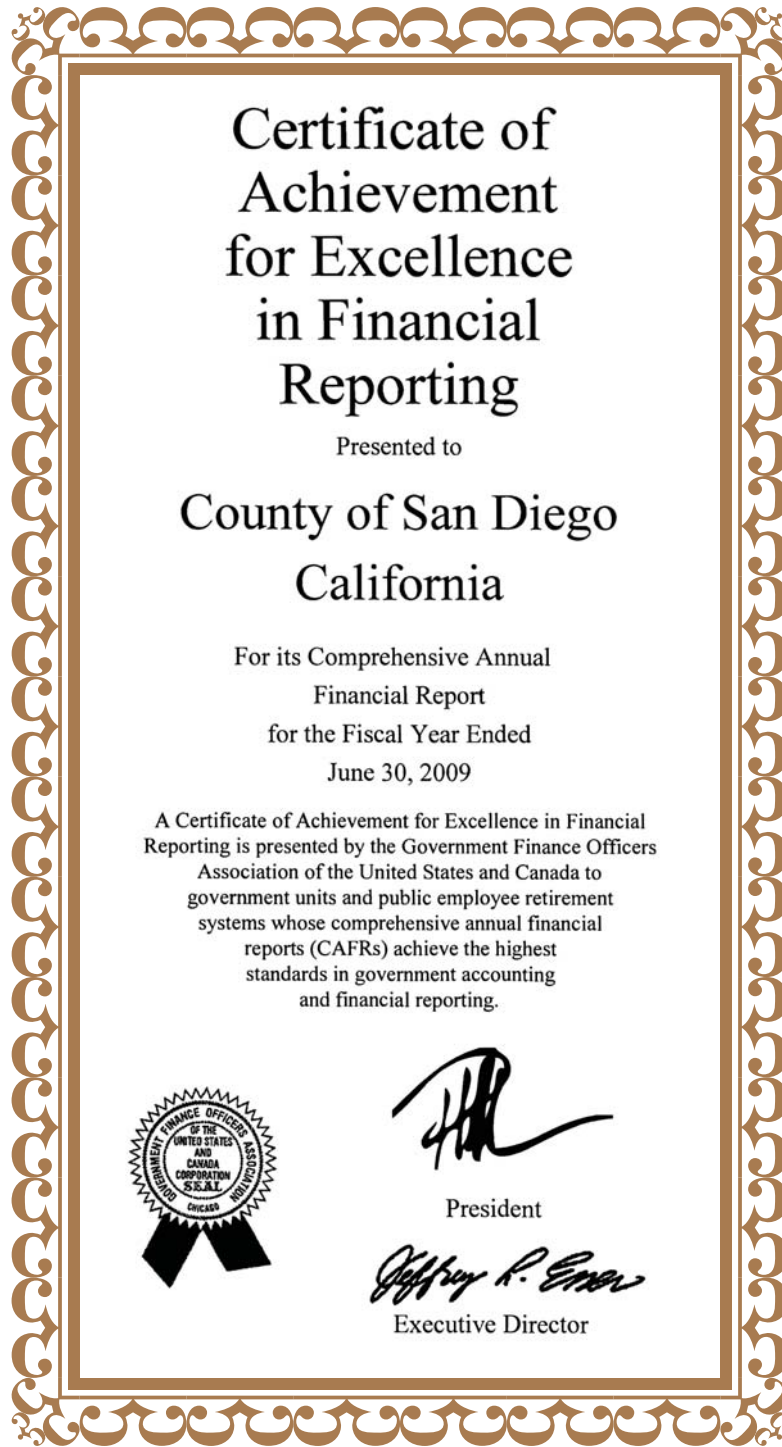 Certificate of
Achievement
for Excellence
in Financial
Reporting
Presented to
County of San Diego
California
For its Comprehensive Annual
Financial Report
for the Fiscal Year Ended
June 30, 2009
A Certificate of Achievement for Excellence in Financial
Reporting is presented by the Government Finance Officers
Association of the United States and Canada to
government units and public employee retirement
systems whose comprehensive annual financial
reports (CAFRs) achieve the highest
standards in government accounting
and financial reporting.
GOVERNMENT FINANCE OFFICERS ASSOCIATION
OF THE
UNITED STATES
AND
CANADA
CORPORATION
SEAL
CHICAGO
President
Jeffrey R.
Executive Director